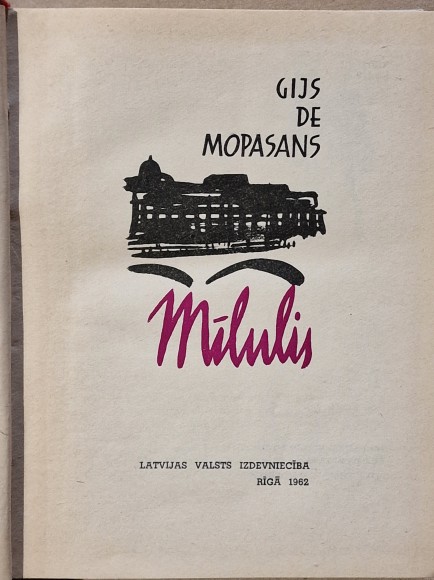 GIJS
DE
MOPASANS
Mīlulis
LATVIJAS VALSTS IZDEVNIECĪBA
RĪGĀ 1962